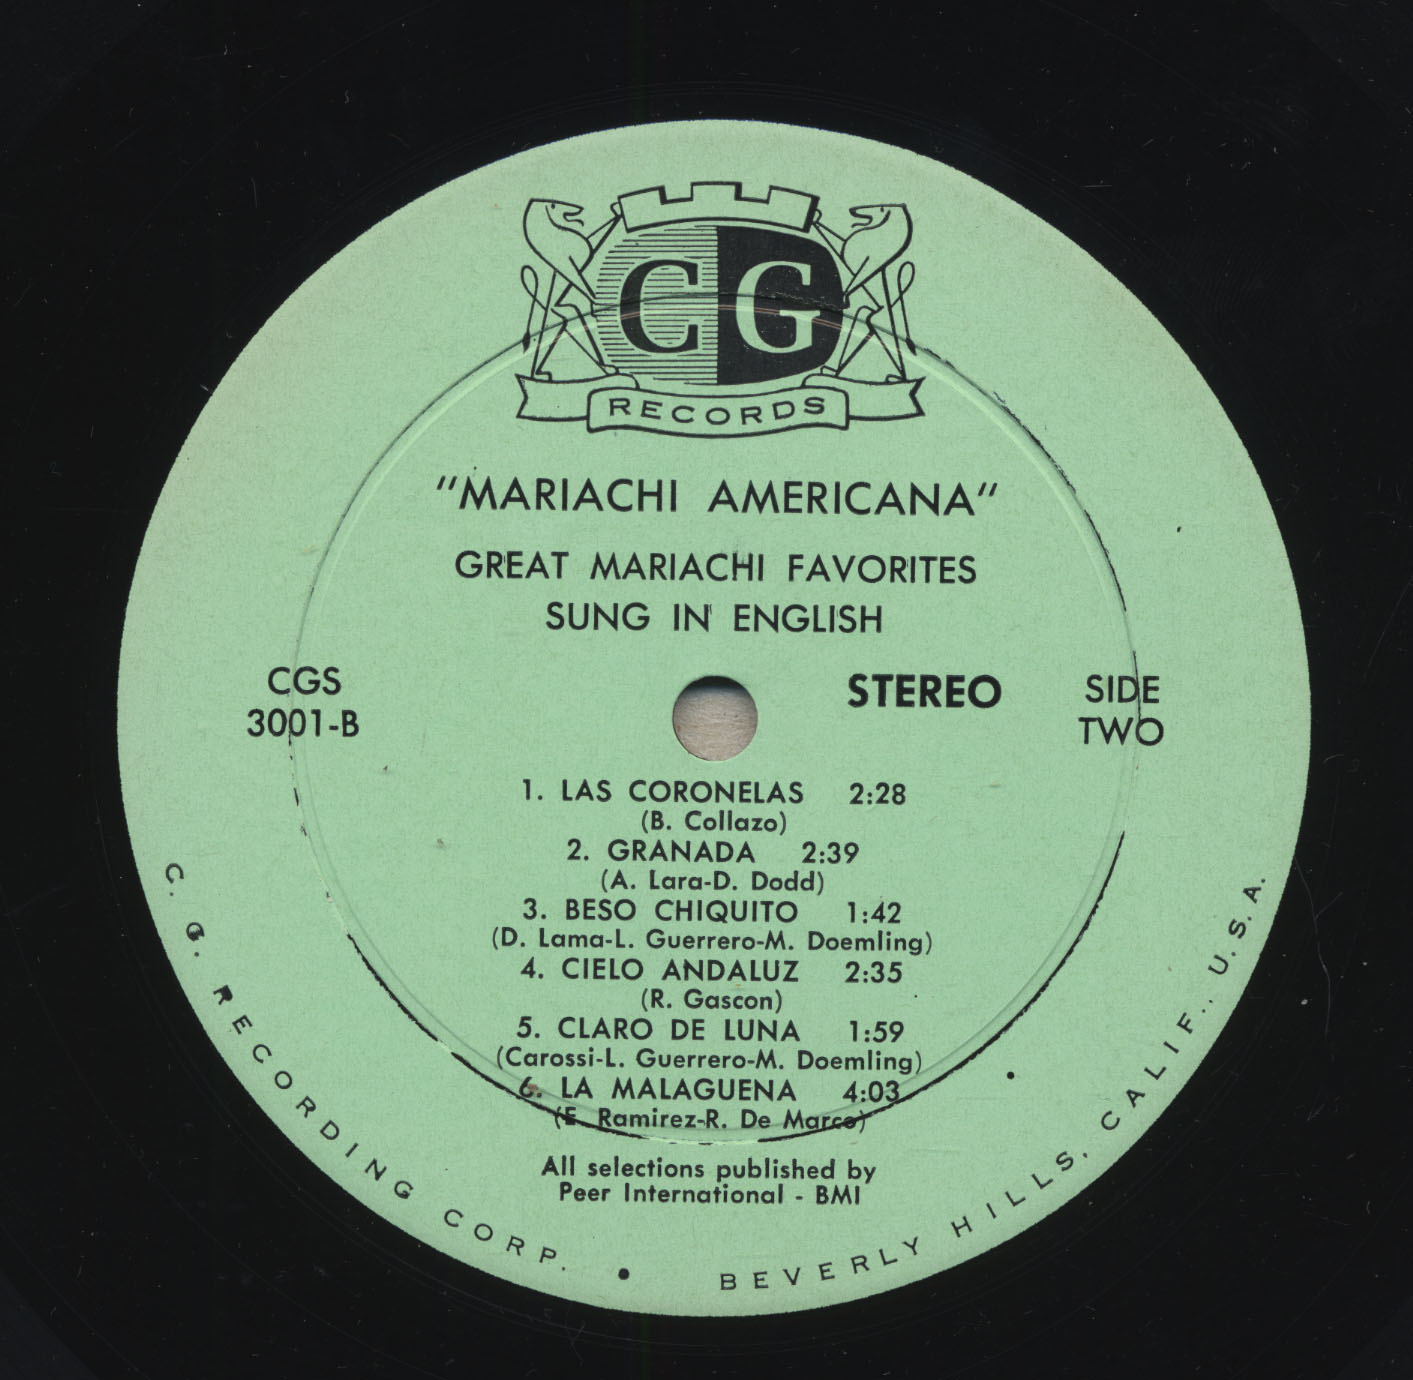 CG
RECORDS
"MARIACHI AMERICANA"
GREAT MARIACHI FAVORITES
SUNG IN ENGLISH
CGS
3001-B
STEREO
SIDE
TWO
1. LAS CORONELAS 2:28
(B. Collazo)
2. GRANADA 2:39
(A. Lara-D. Dodd)
3. BESO CHIQUITO 1:42
(D. Lama-L. Guerrero-M. Doemling)
4. CIELO ANDALUZ 2:35
(R. Gascon)
5. CLARO DE LUNA 1:59
(Carossi-L. Guerrero-M. Doemling)
6. LA MALAGUENA 4:03
(E. Ramirez-R. De Marco)
All selections published by
Peer International - BMI
C. G. RECORDING CORP. • BEVERLY HILLS, CALIF., U.S.A.